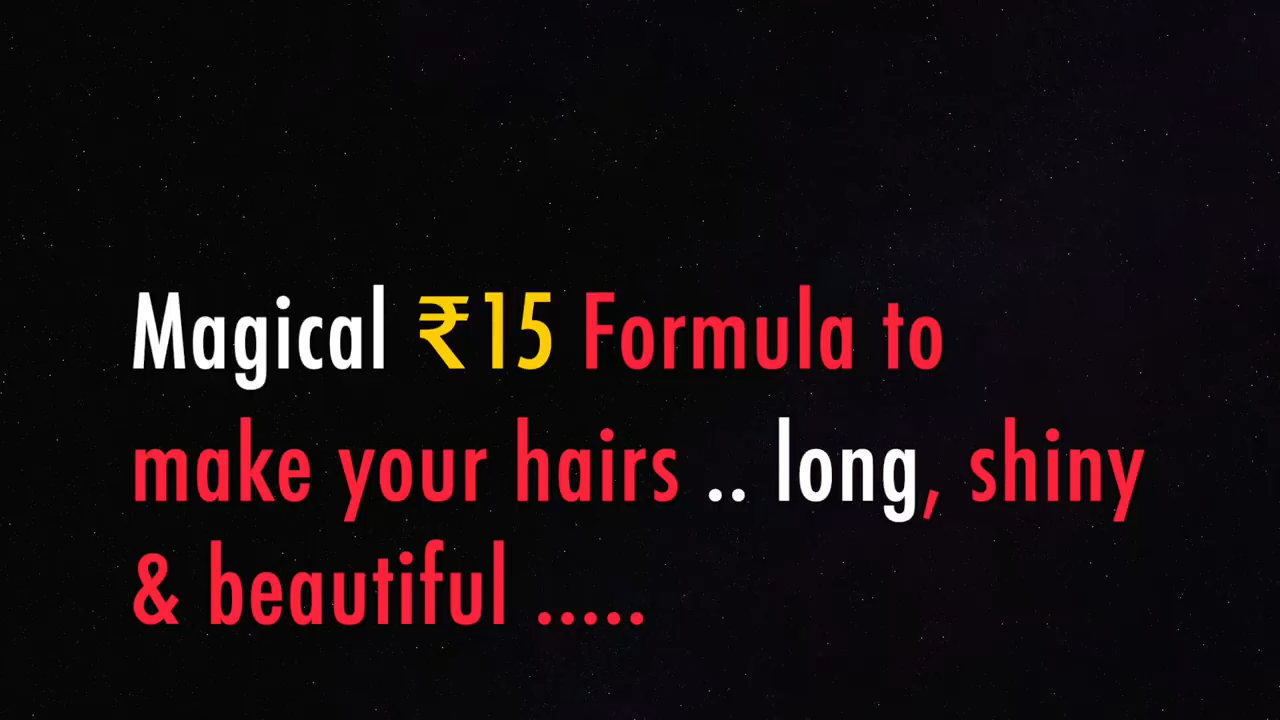 Magical ₹15 Formula to
make your hairs .. long, shiny
& beautiful .....